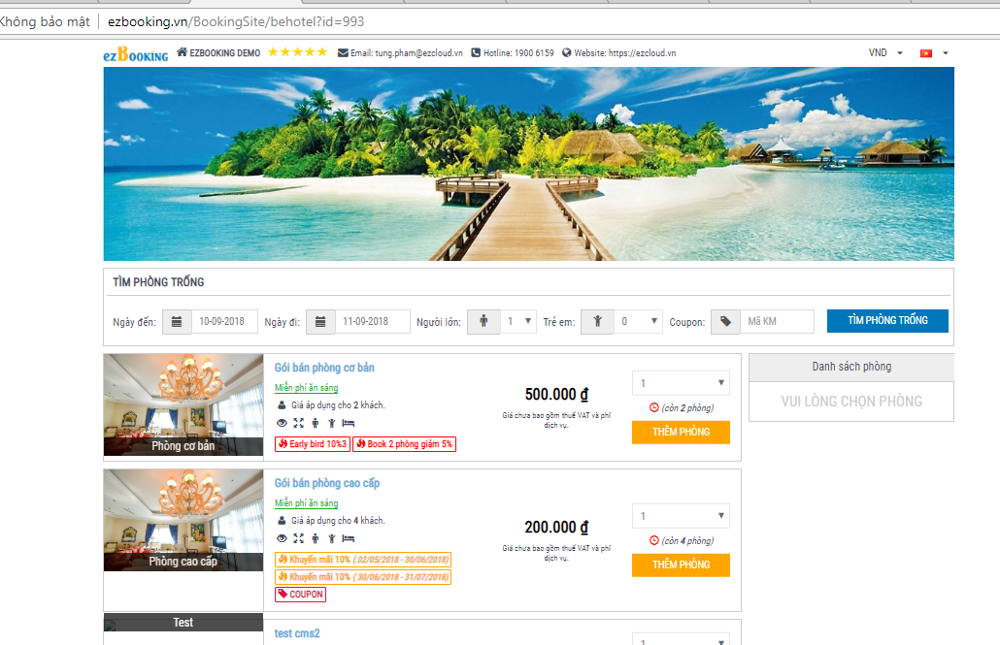 Không bảo mật ezbooking.vn/BookingSite/behotel?id=993
ezBOOKING EZBOOKING DEMO Email: tung.pham@ezcloud.vn Hotline: 1900 6159 Website: https://ezcloud.vn VND
TÌM PHÒNG TRỐNG
Ngày đến: 10-09-2018 Ngày đi: 11-09-2018 Người lớn: 1 Trẻ em: 0 Coupon: Mã KM TÌM PHÒNG TRỐNG
Phòng cơ bản
Gói bán phòng cơ bản
Miễn phí ăn sáng
Giá áp dụng cho 2 khách.
Early bird 10%3 Book 2 phòng giảm 5%
500.000 ₫
Giá chưa bao gồm thuế VAT và phí
dịch vụ.
1
(còn 2 phòng)
THÊM PHÒNG
Danh sách phòng
VUI LÒNG CHỌN PHÒNG
Phòng cao cấp
Gói bán phòng cao cấp
Miễn phí ăn sáng
Giá áp dụng cho 4 khách.
Khuyến mãi 10% ( 02/05/2018 - 30/06/2018)
Khuyến mãi 10% ( 30/06/2018 - 31/07/2018)
COUPON
200.000 ₫
Giá chưa bao gồm thuế VAT và phí
dịch vụ.
1
(còn 4 phòng)
THÊM PHÒNG
Test
test cms2
1